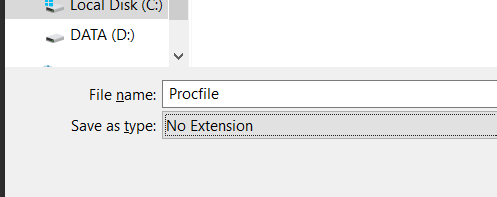 Local Disk (C:)
DATA (D:)
File name: Procfile
Save as type: No Extension